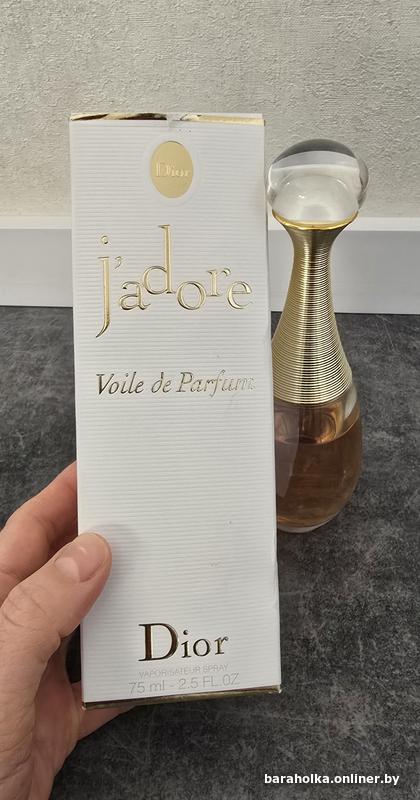 Dior
j'adore
Voile de Parfum
Dior
VAPORISATEUR SPRAY
75 ml - 2.5 FL.OZ
baraholka.onliner.by